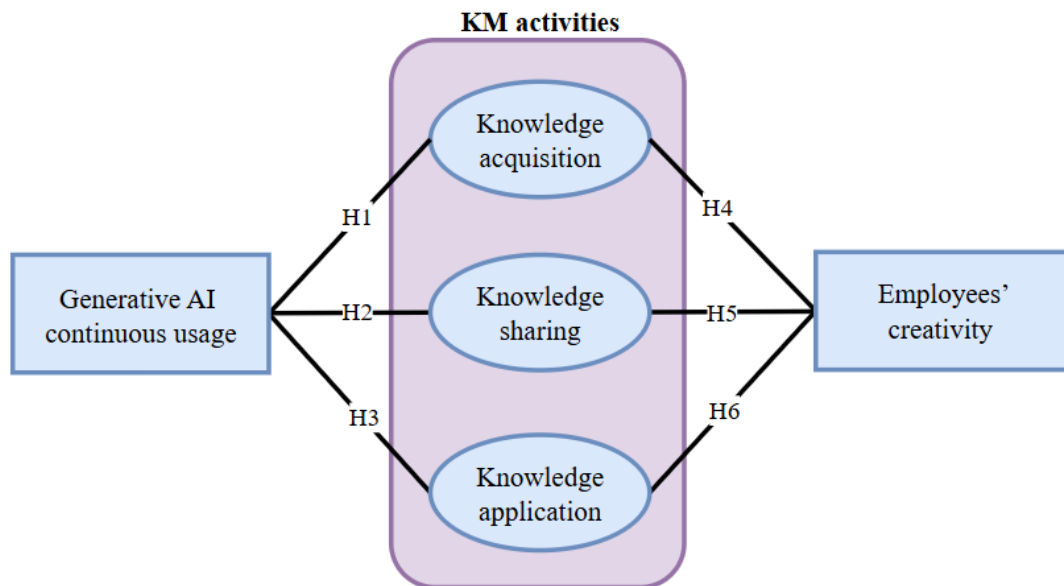 KM activities
Knowledge
acquisition
H1
H4
Generative AI
continuous usage
H2
Knowledge
sharing
H5
Employees’
creativity
H3
H6
Knowledge
application